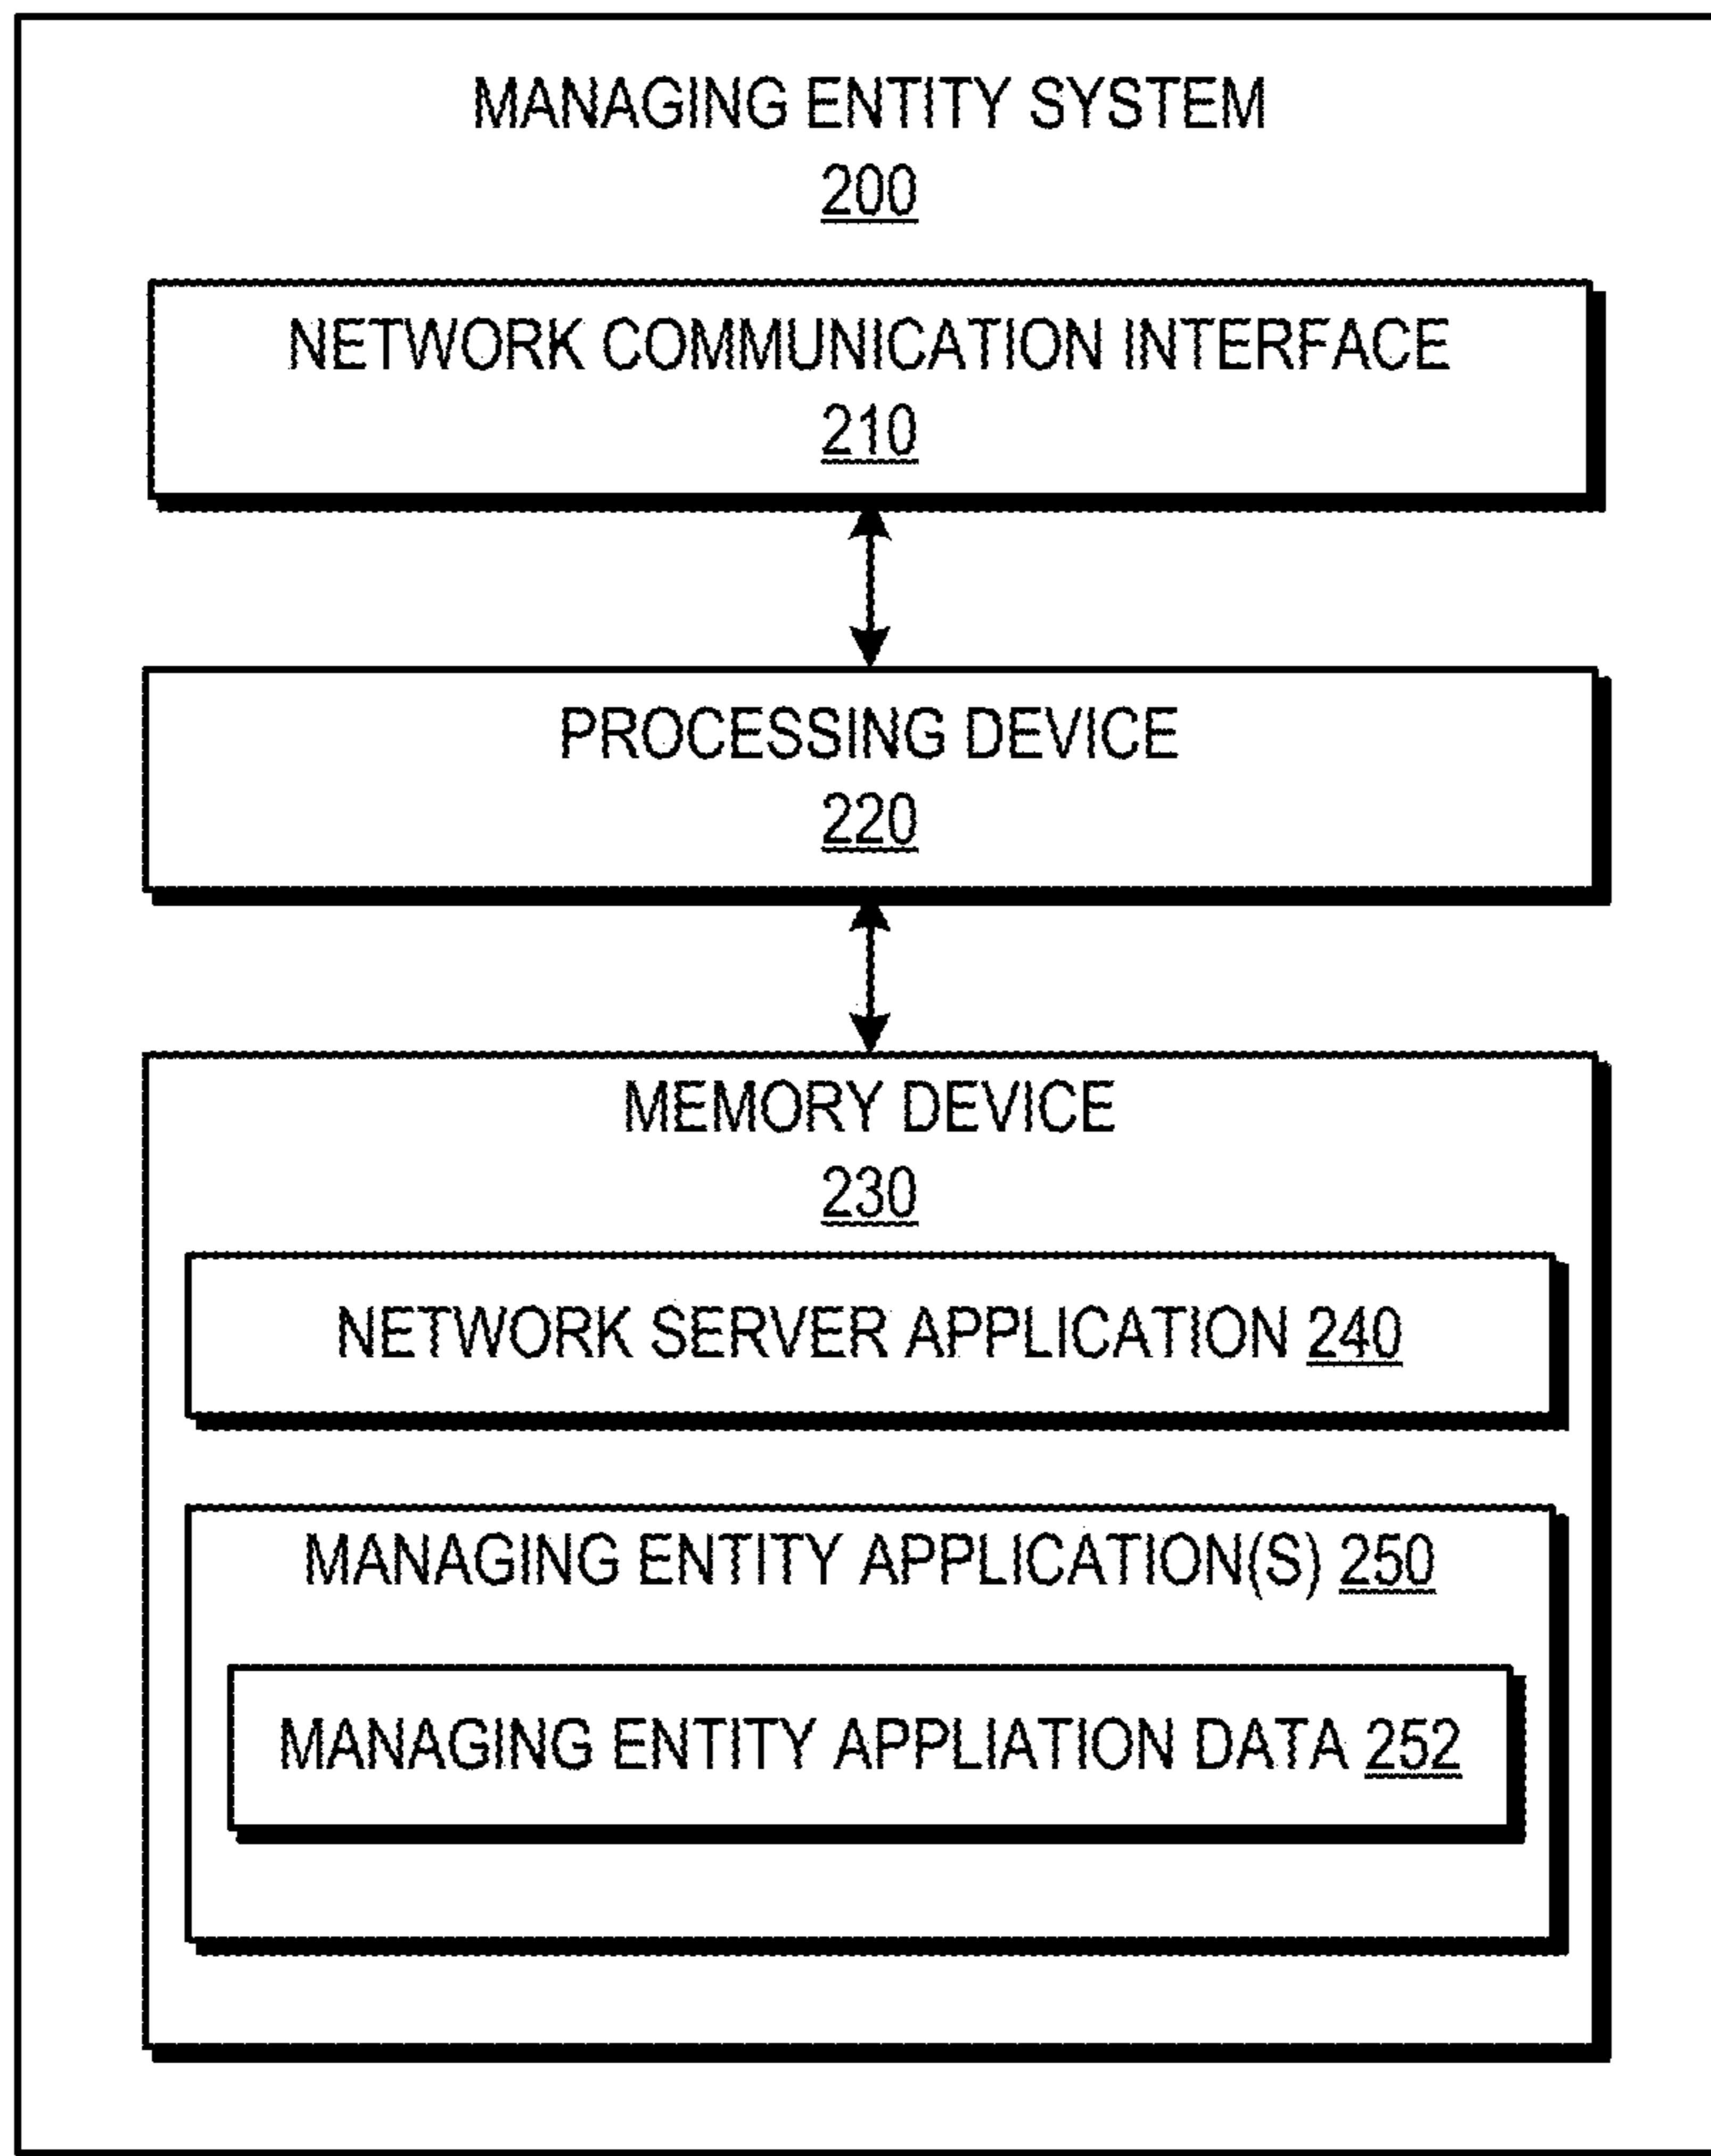 MANAGING ENTITY SYSTEM
200
NETWORK COMMUNICATION INTERFACE
210
PROCESSING DEVICE
220
MEMORY DEVICE
230
NETWORK SERVER APPLICATION 240
MANAGING ENTITY APPLICATION(S) 250
MANAGING ENTITY APPLIATION DATA 252